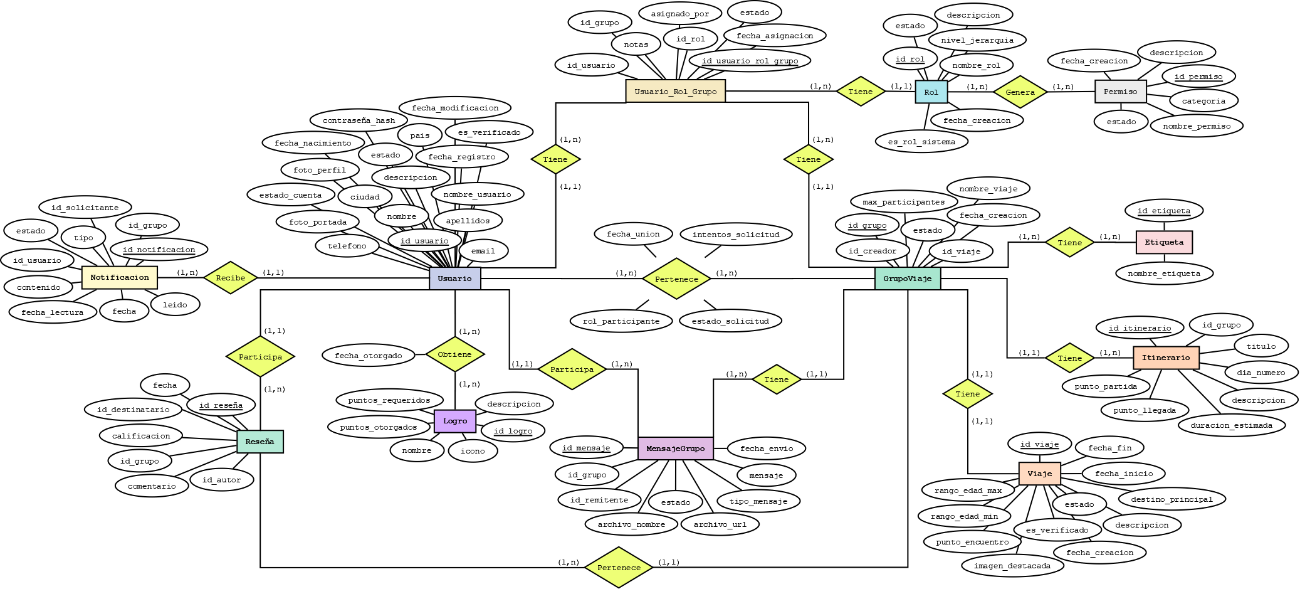 asignado_por
estado
id_grupo
notas
id_rol
fecha_asignacion
id_usuario
id_usuario_rol_grupo
Usuario_Rol_Grupo
(1,n)
Tiene
(1,1)
estado
descripcion
nivel_jerarquia
id_rol
nombre_rol
Rol
fecha_creacion
es_rol_sistema
(1,n)
Genera
(1,n)
descripcion
fecha_creacion
id_permiso
Permiso
categoria
estado
nombre_permiso
(1,n)
Tiene
(1,1)
(1,n)
Tiene
(1,1)
fecha_modificacion
contraseña_hash
pais
es_verificado
fecha_nacimiento
estado
fecha_registro
foto_perfil
descripcion
estado_cuenta
ciudad
nombre_usuario
foto_portada
nombre
apellidos
telefono
id_usuario
email
Usuario
id_solicitante
estado
tipo
id_grupo
id_notificacion
id_usuario
Notificacion
contenido
leido
fecha_lectura
fecha
(1,n)
Recibe
(1,1)
fecha_union
intentos_solicitud
(1,n)
Pertenece
(1,n)
rol_participante
estado_solicitud
nombre_viaje
max_participantes
fecha_creacion
id_grupo
estado
id_creador
id_viaje
GrupoViaje
(1,n)
Tiene
(1,n)
id_etiqueta
Etiqueta
nombre_etiqueta
(1,1)
Tiene
(1,n)
id_itinerario
id_grupo
titulo
Itinerario
dia_numero
punto_partida
descripcion
punto_llegada
duracion_estimada
(1,1)
Participa
(1,n)
fecha
id_reseña
id_destinatario
calificacion
Reseña
id_grupo
comentario
id_autor
(1,n)
fecha_otorgado
Obtiene
(1,n)
puntos_requeridos
descripcion
Logro
puntos_otorgados
id_logro
nombre
icono
(1,1)
Participa
(1,n)
(1,n)
Tiene
(1,1)
id_mensaje
MensajeGrupo
fecha_envio
id_grupo
mensaje
id_remitente
estado
tipo_mensaje
archivo_nombre
archivo_url
(1,1)
Tiene
(1,1)
id_viaje
fecha_fin
Viaje
fecha_inicio
rango_edad_max
destino_principal
estado
rango_edad_min
descripcion
es_verificado
punto_encuentro
fecha_creacion
imagen_destacada
(1,n)
Pertenece
(1,1)